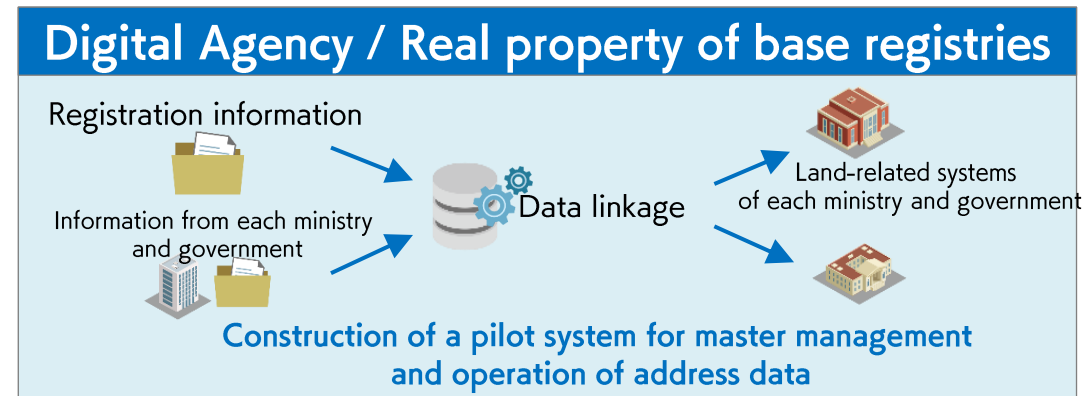 Digital Agency / Real property of base registries
Registration information
Information from each ministry
and government
Data linkage
Land-related systems
of each ministry and government
Construction of a pilot system for master management
and operation of address data